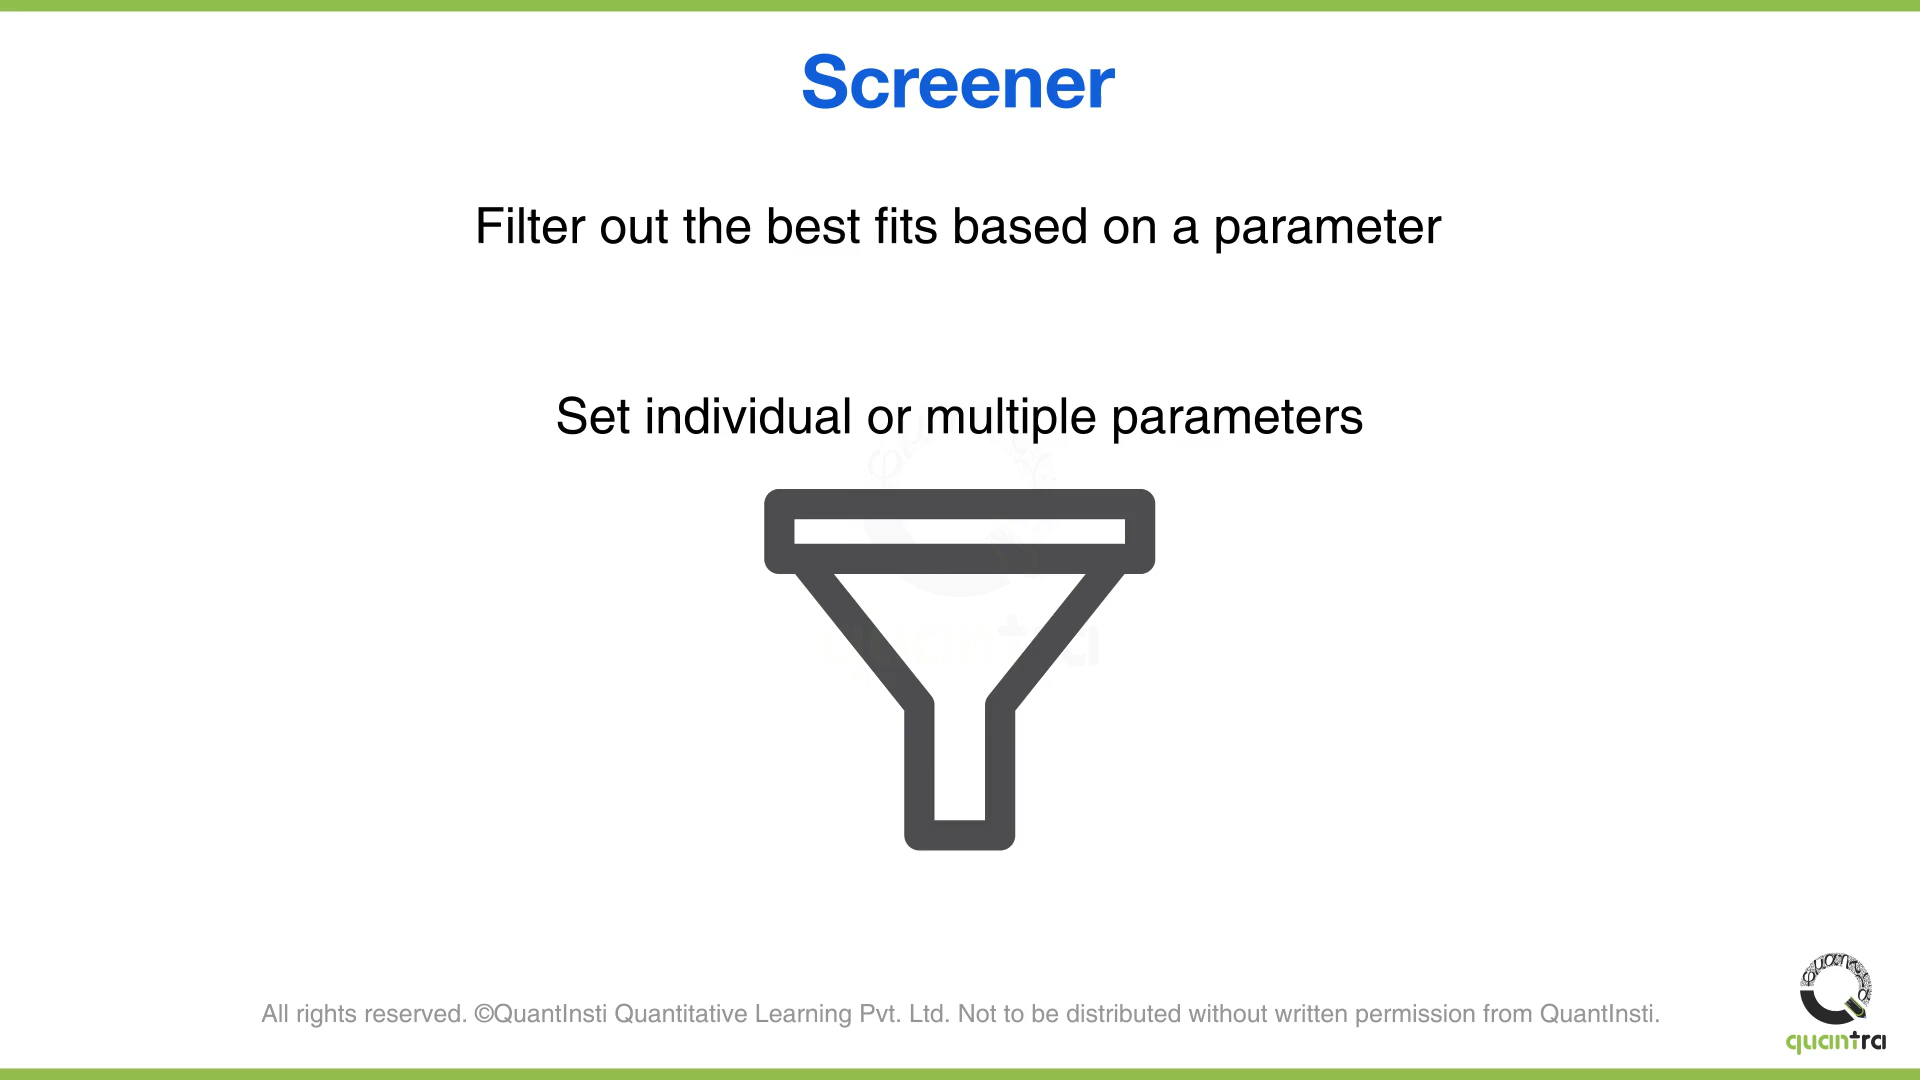 Screener
Filter out the best fits based on a parameter
Set individual or multiple parameters
All rights reserved. ©QuantInsti Quantitative Learning Pvt. Ltd. Not to be distributed without written permission from QuantInsti.
quantra